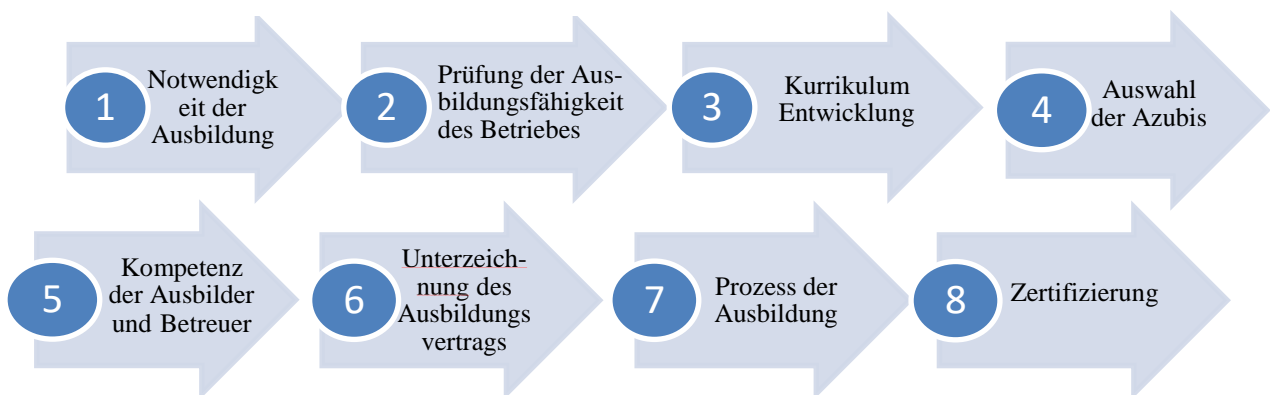 1
Notwendigk
eit der
Ausbildung
2
Prüfung der Aus-
bildungsfähigkeit
des Betriebes
3
Kurrikulum
Entwicklung
4
Auswahl
der Azubis
5
Kompetenz
der Ausbilder
und Betreuer
6
Unterzeich-
nung des
Ausbildungs
vertrags
7
Prozess der
Ausbildung
8
Zertifizierung